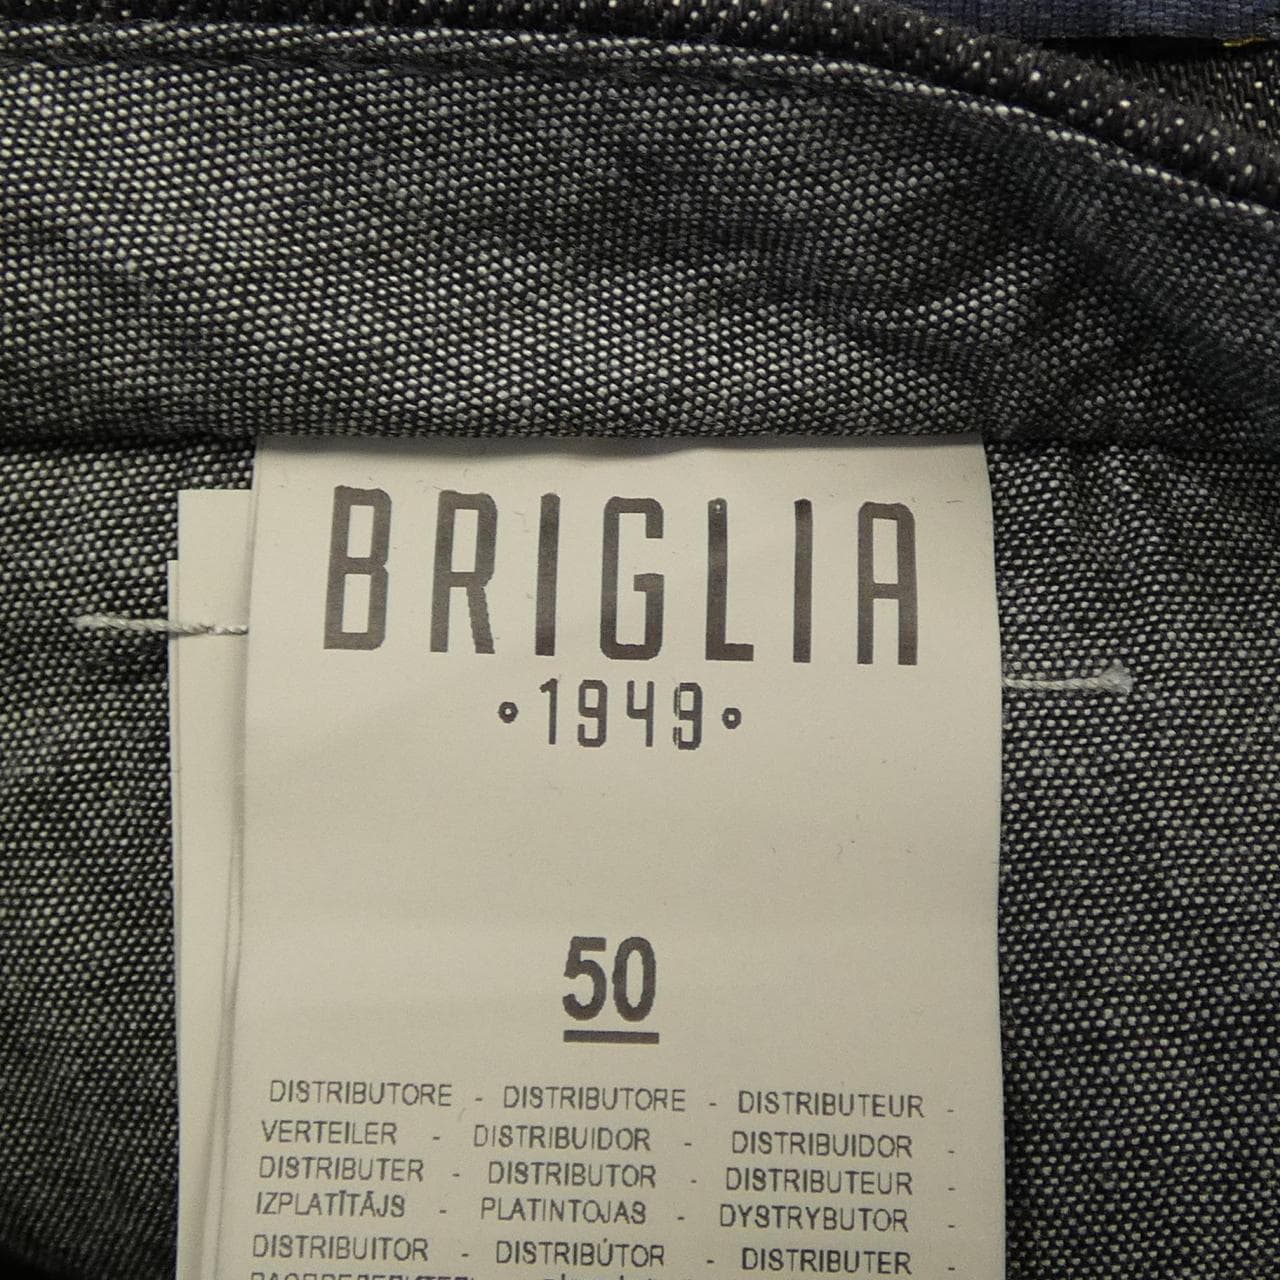 BRIGLIA
1949
50
DISTRIBUTORE - DISTRIBUTORE - DISTRIBUTEUR -
VERTEILER - DISTRIBUIDOR - DISTRIBUIDOR -
DISTRIBUTER - DISTRIBUTOR - DISTRIBUTEUR -
IZPLATĪTĀJS - PLATINTOJAS - DYSTRYBUTOR -
DISTRIBUITOR - DISTRIBÚTOR - DISTRIBUTER -